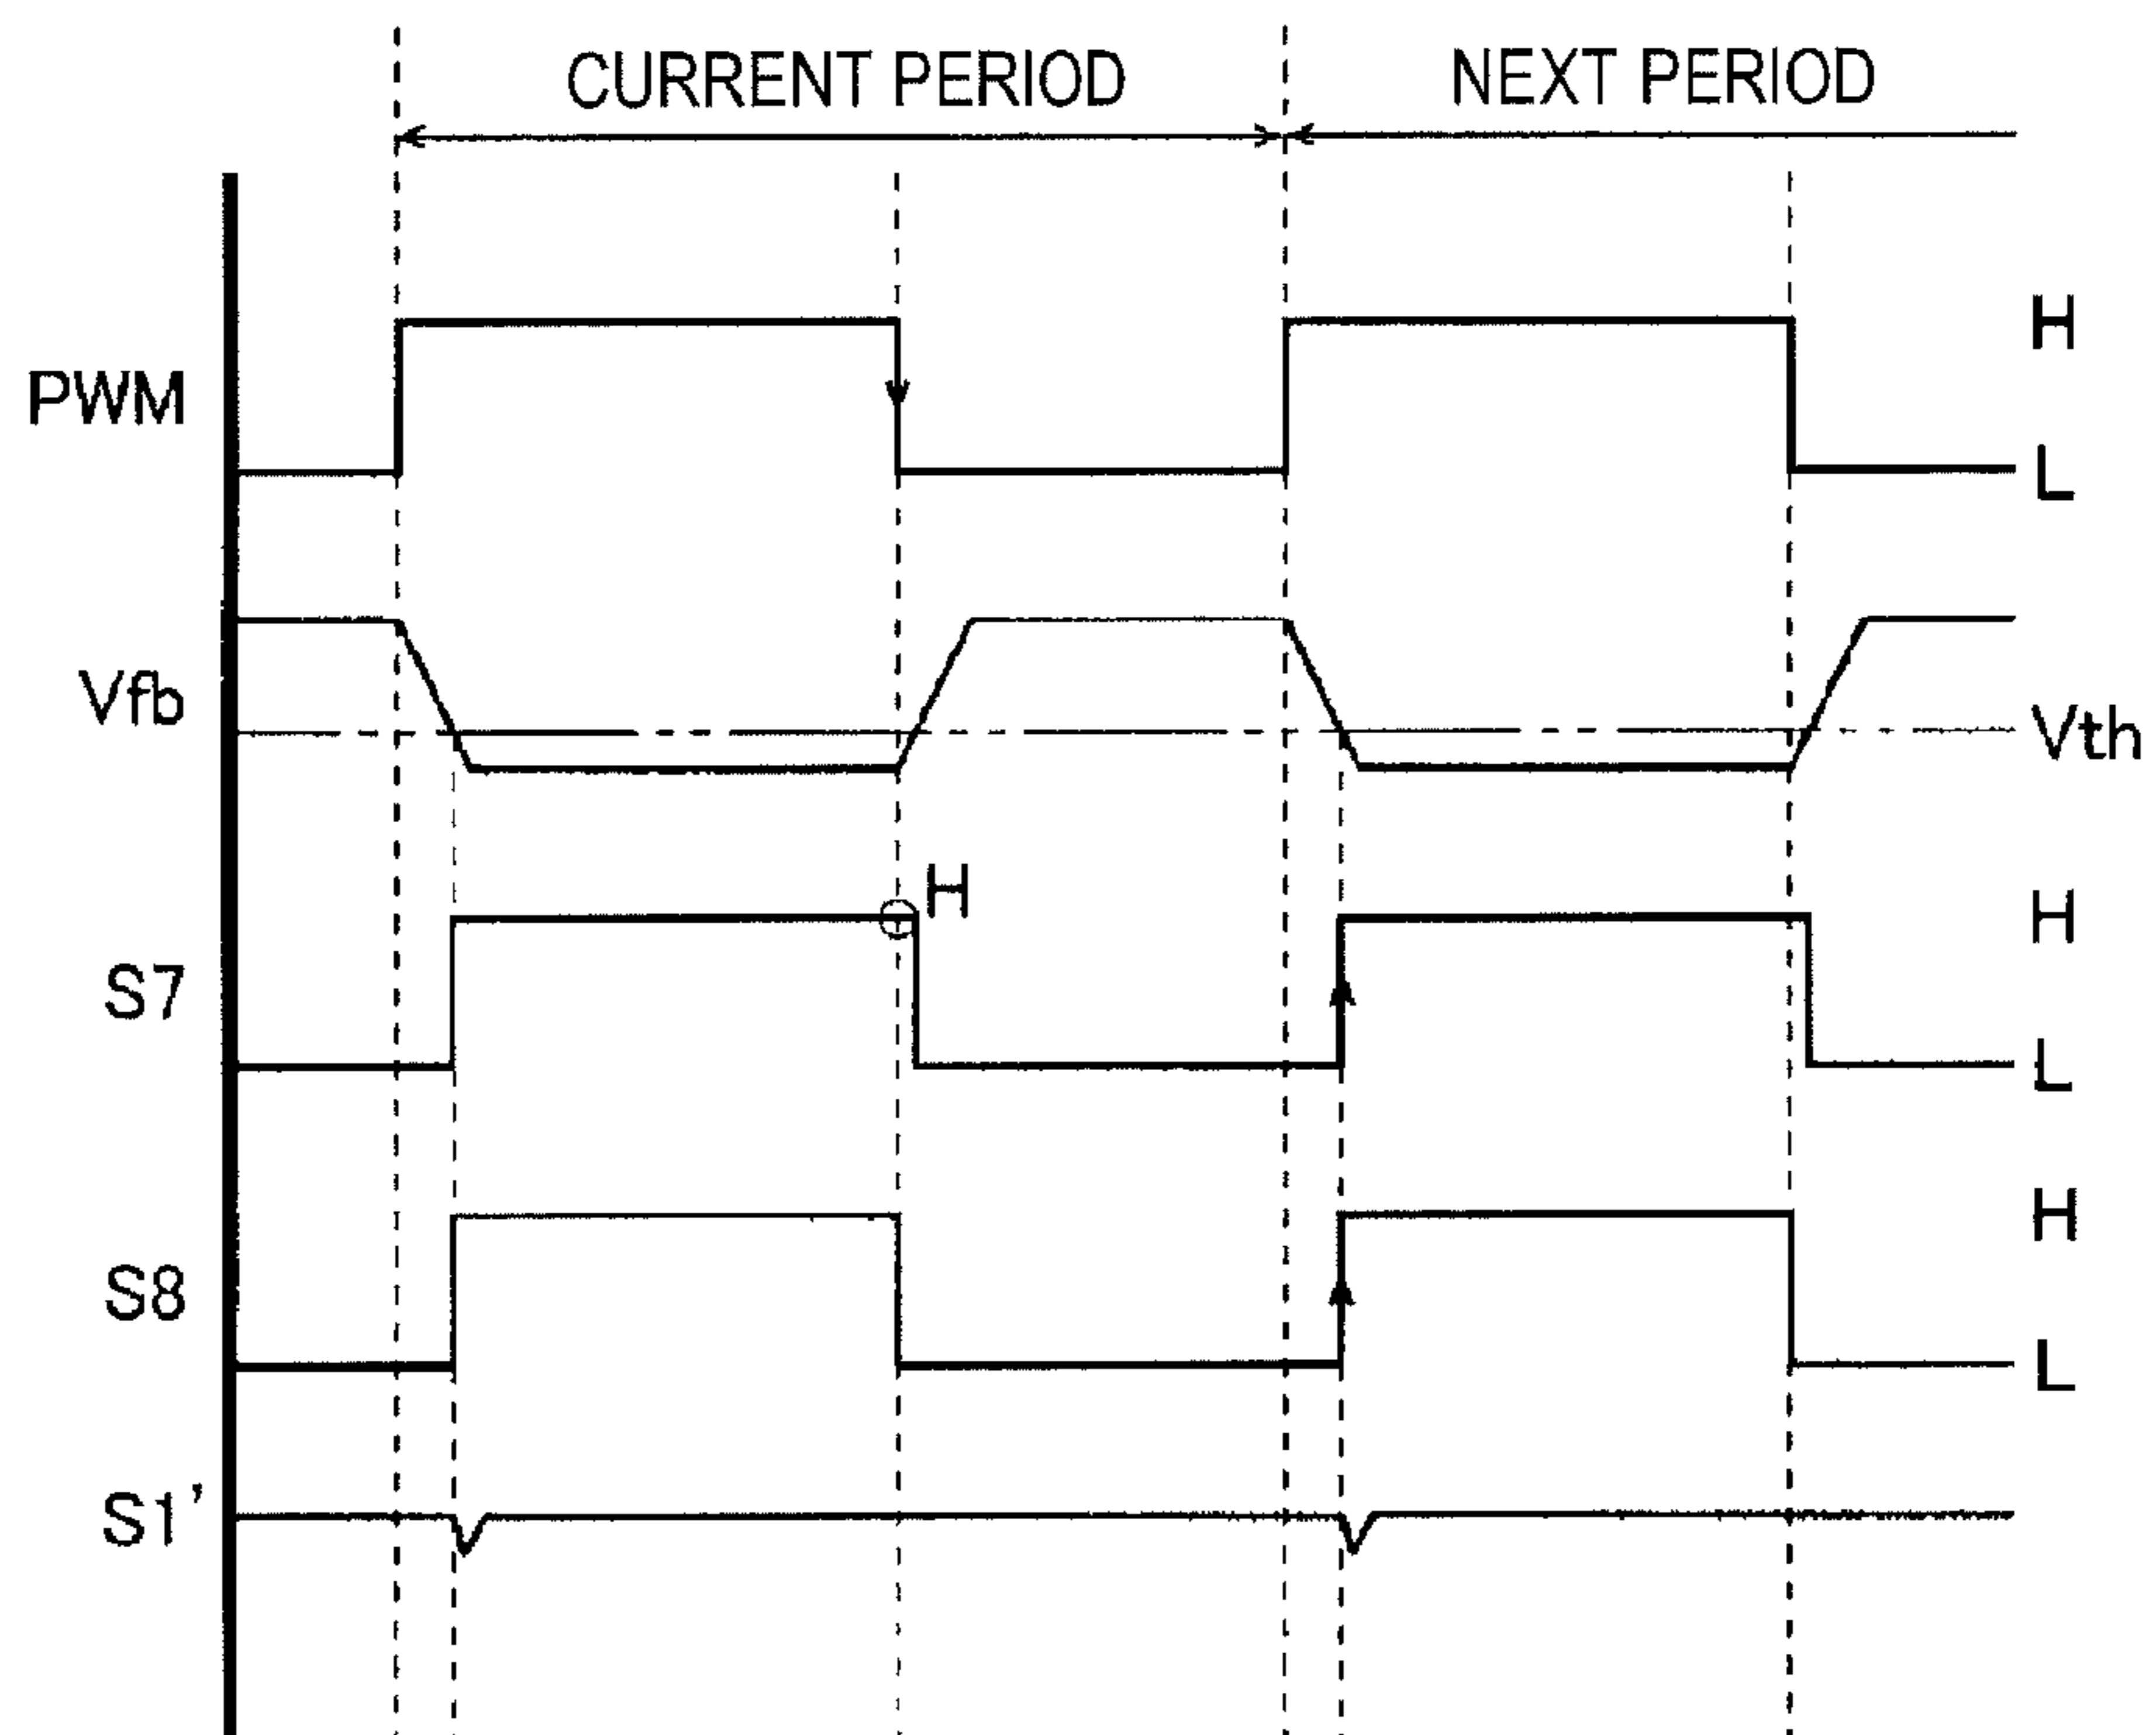 CURRENT PERIOD NEXT PERIOD
H
PWM
L
Vfb
Vth
H
H
S7
L
H
S8
L
S1’